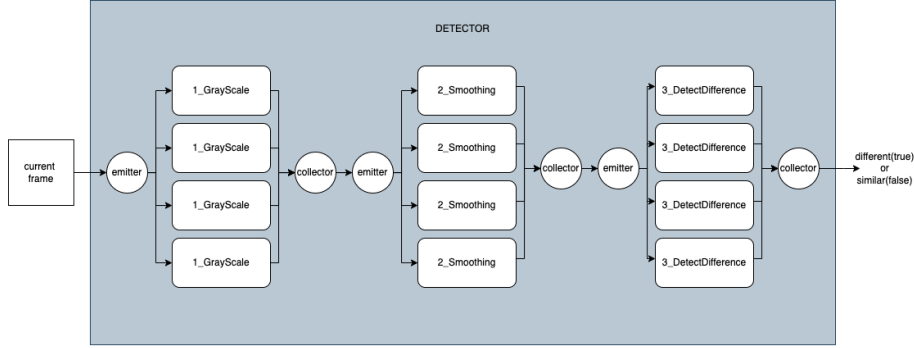 DETECTOR
1_GrayScale
2_Smoothing
3_DetectDifference
1_GrayScale
2_Smoothing
3_DetectDifference
current
frame
emitter
collector
emitter
collector
emitter
collector
different(true)
or
similar(false)
1_GrayScale
2_Smoothing
3_DetectDifference
1_GrayScale
2_Smoothing
3_DetectDifference